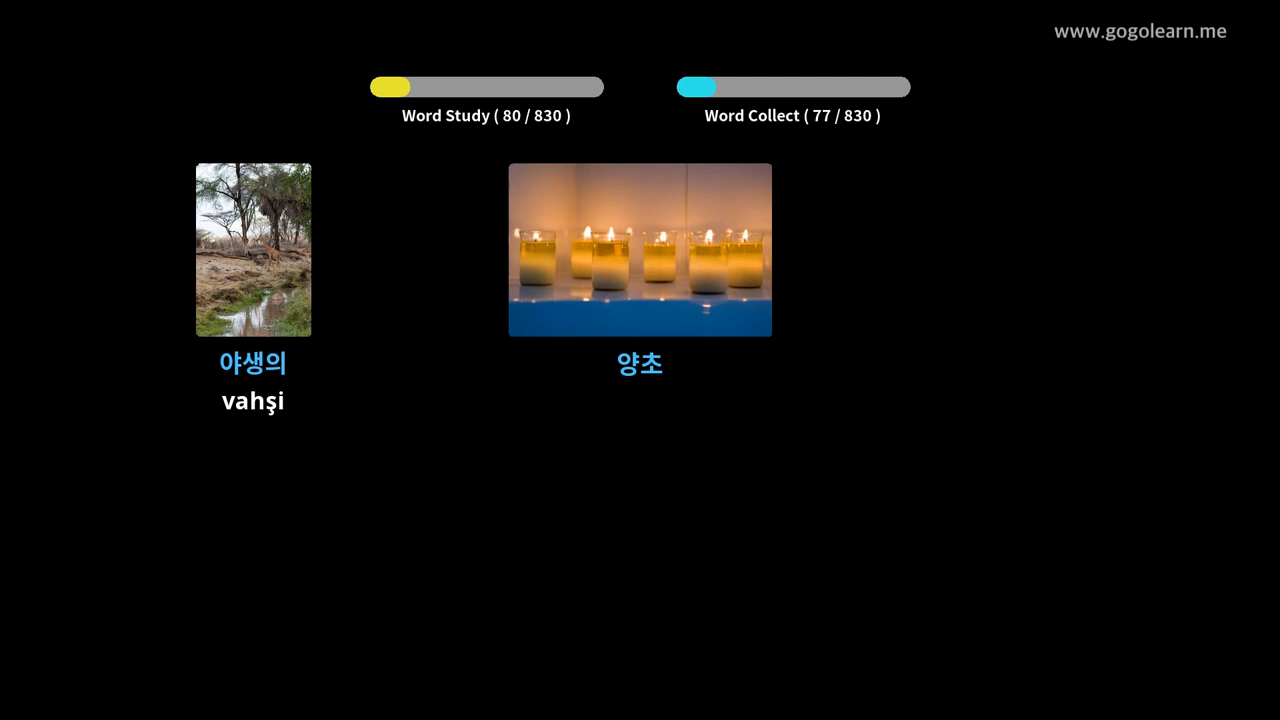 www.gogolearn.me
Word Study ( 80 / 830 )
Word Collect ( 77 / 830 )
야생의
vahşi
양초